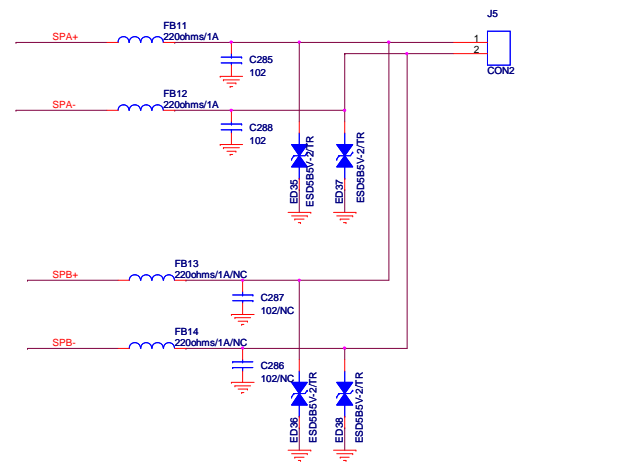 J5
FB11
SPA+
220ohms/1A
1
2
C285
102
CON2
FB12
SPA-
220ohms/1A
C288
102
ED35
ESD5B5V-2/TR
ED37
ESD5B5V-2/TR
FB13
SPB+
220ohms/1A/NC
C287
102/NC
FB14
SPB-
220ohms/1A/NC
C286
102/NC
ED36
ESD5B5V-2/TR
ED38
ESD5B5V-2/TR